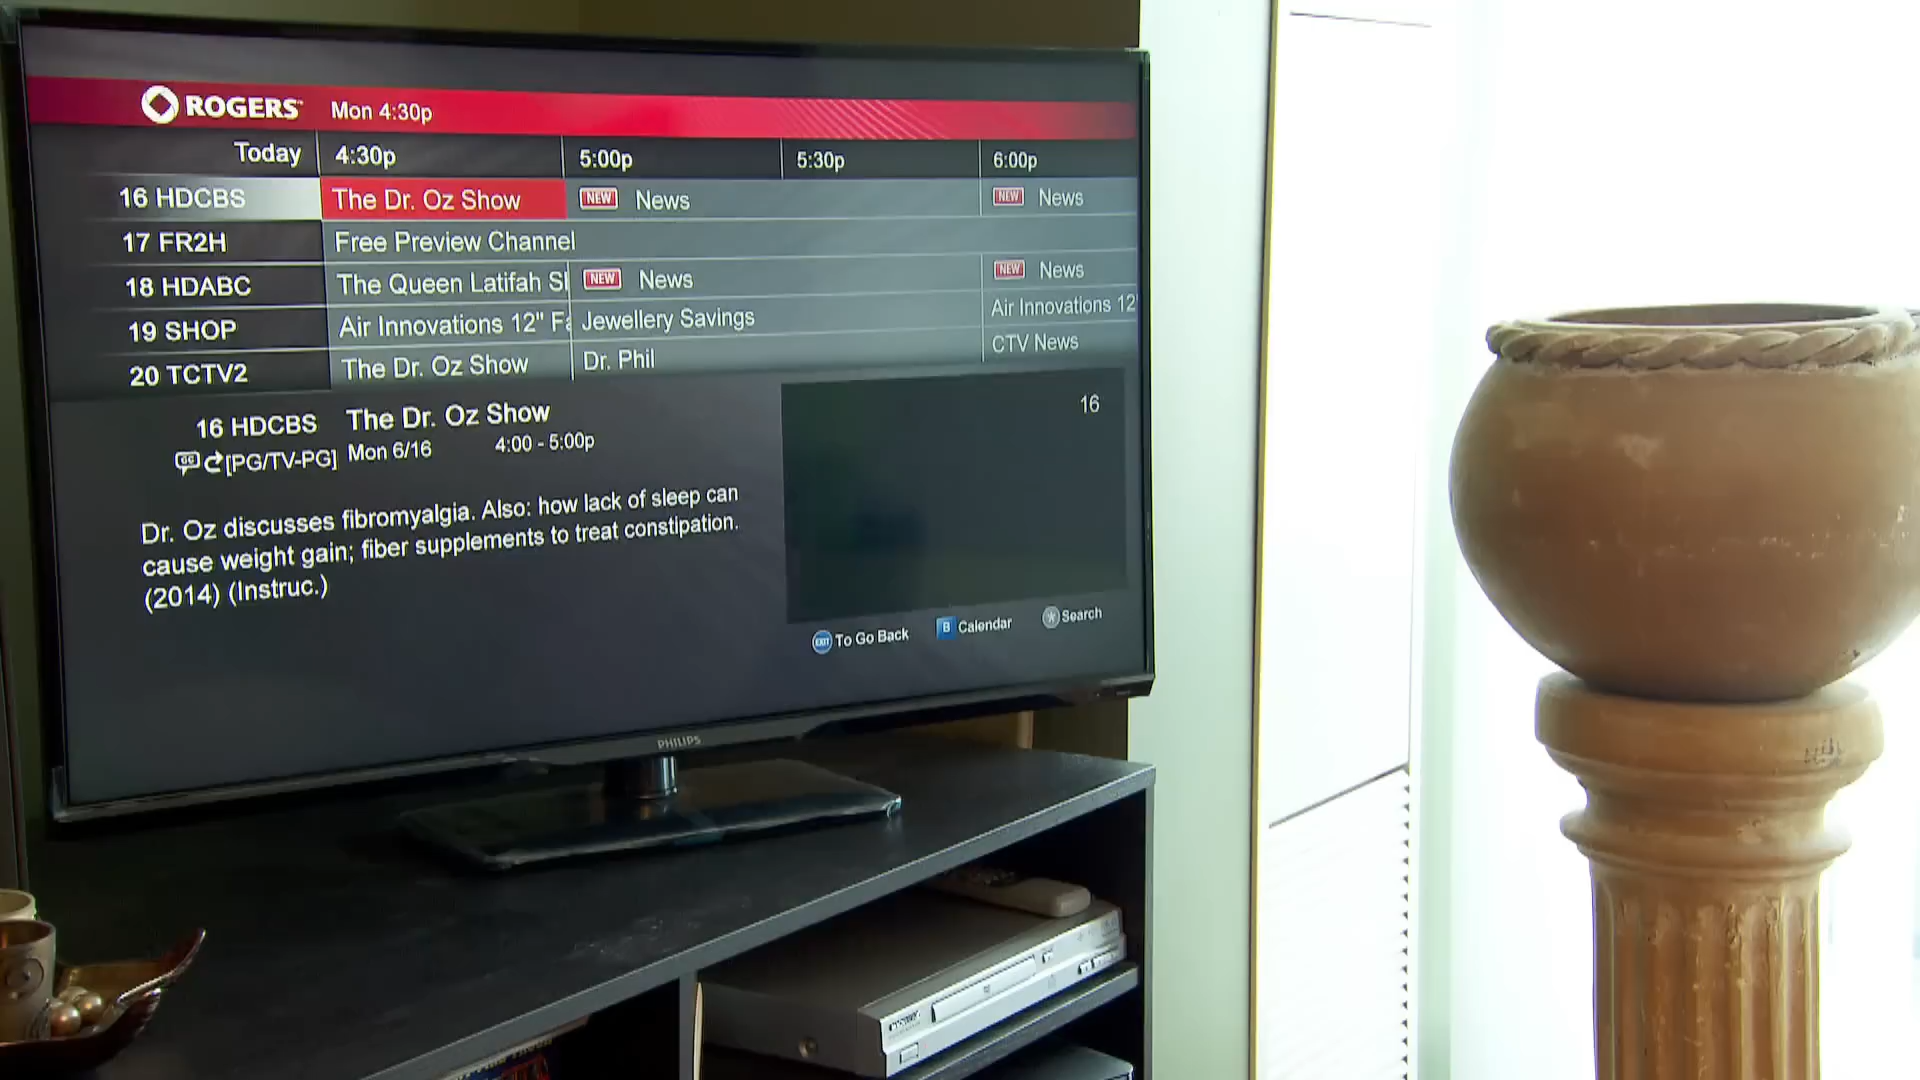 ROGERS Mon 4:30p
Today 4:30p 5:00p 5:30p 6:00p
16 HDCBS The Dr. Oz Show NEW News NEW News
17 FR2H Free Preview Channel
18 HDABC The Queen Latifah S NEW News NEW News
19 SHOP Air Innovations 12" Fa Jewellery Savings Air Innovations 12"
20 TCTV2 The Dr. Oz Show Dr. Phil CTV News
16 HDCBS The Dr. Oz Show 16
CC [PG/TV-PG] Mon 6/16 4:00 - 5:00p
Dr. Oz discusses fibromyalgia. Also: how lack of sleep can
cause weight gain; fiber supplements to treat constipation.
(2014) (Instruc.)
EXIT To Go Back B Calendar * Search
PHILIPS